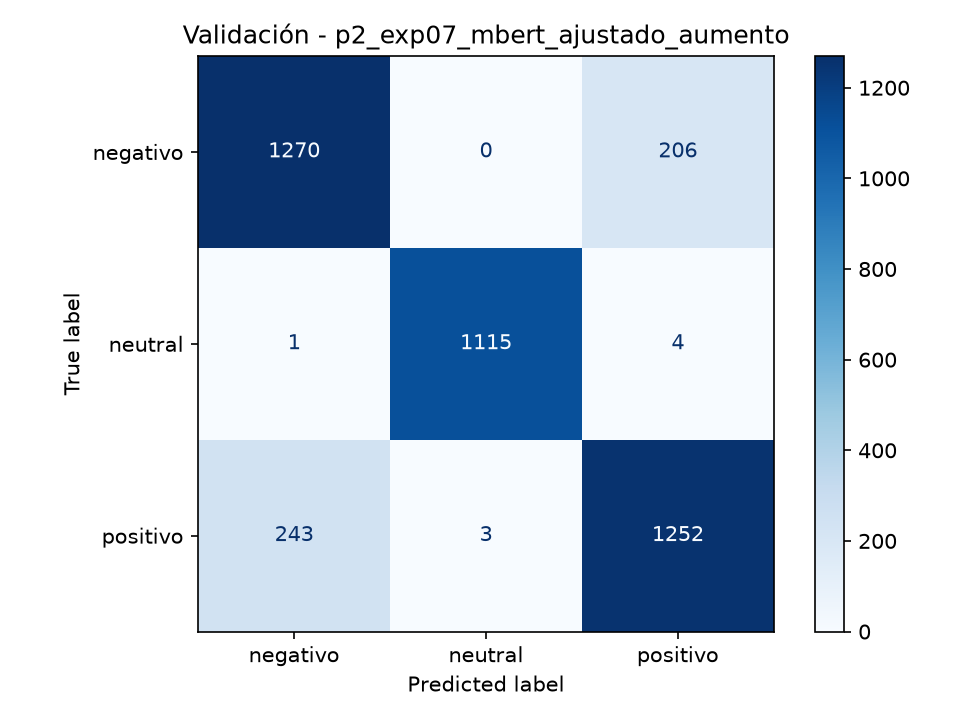 Validación - p2_exp07_mbert_ajustado_aumento
True label
negativo 1270 0 206
neutral 1 1115 4
positivo 243 3 1252
negativo neutral positivo
Predicted label
1200
1000
800
600
400
200
0